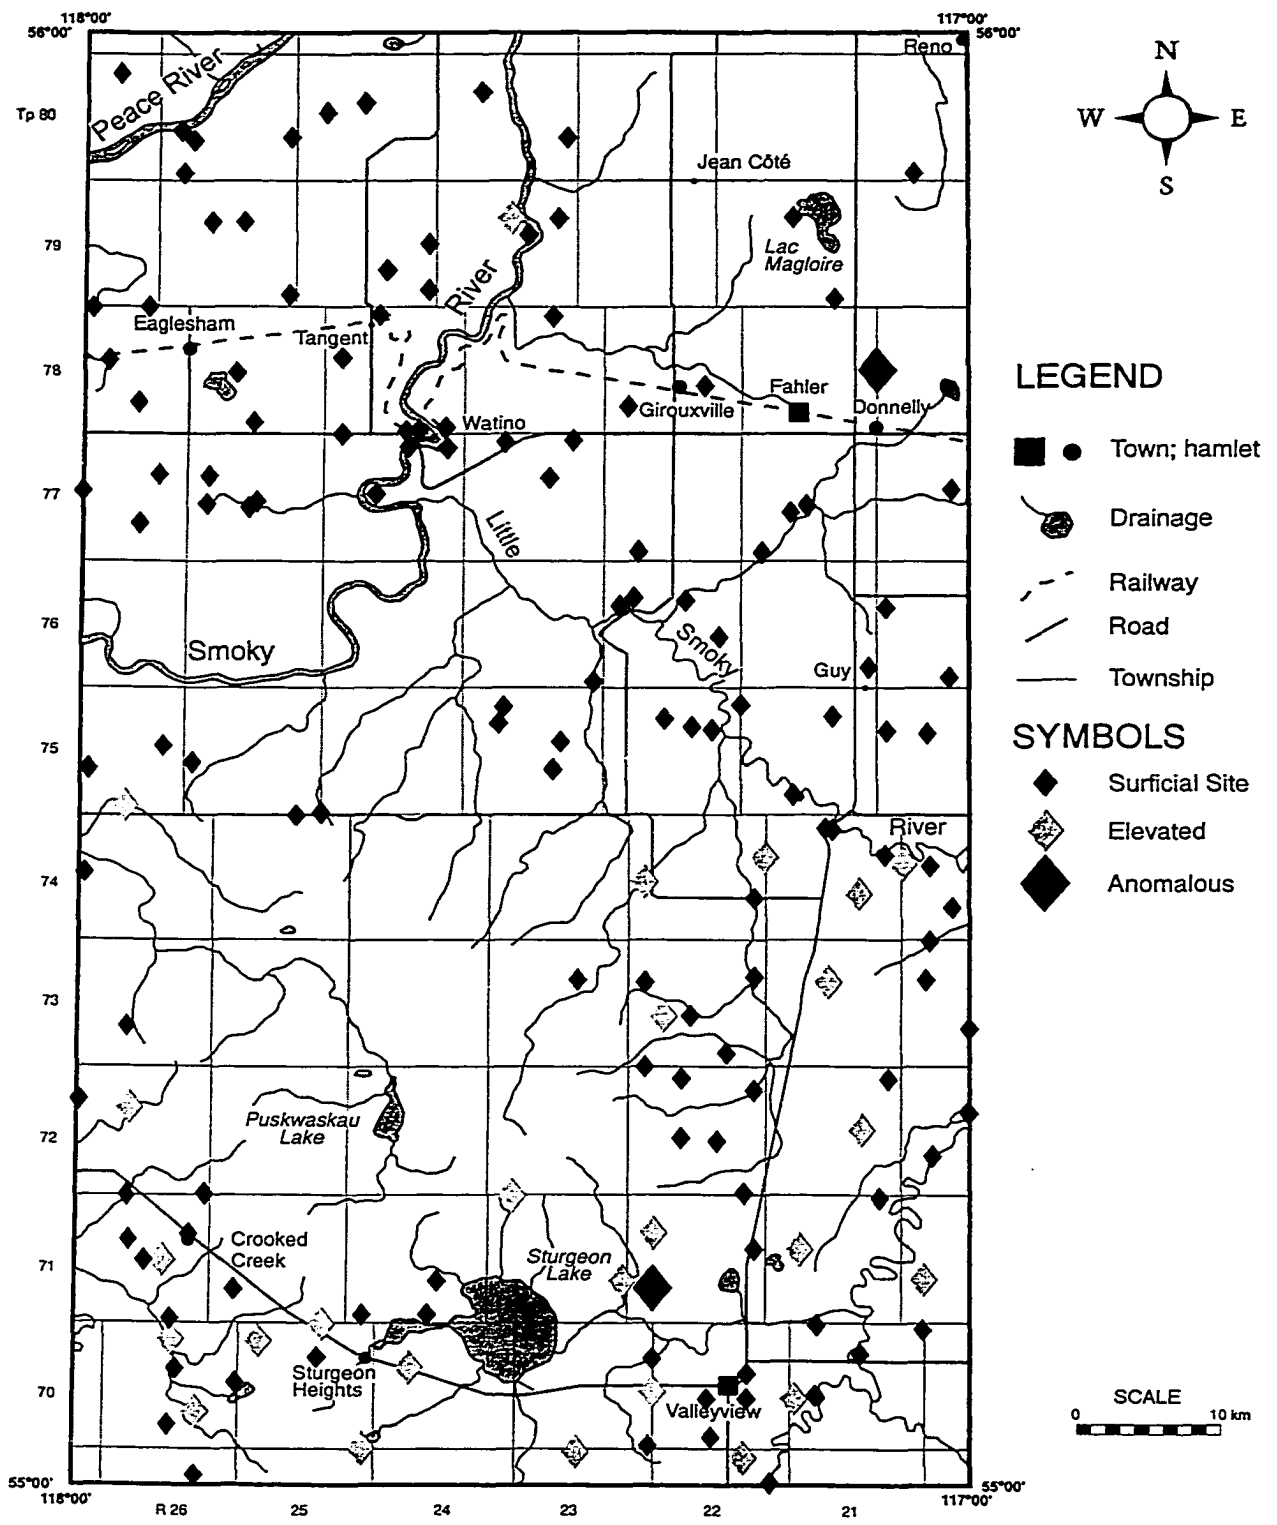 118°00'
117°00'
56°00'
56°00'
Reno
N
W
E
S
Peace River
Tp 80
Jean Côté
79
Lac
Magloire
River
Eaglesham
Tangent
78
Fahler
Girouxville
Donnelly
Watino
77
Little
76
Smoky
Smoky
Guy
75
River
74
73
Puskwaskau
Lake
72
Crooked
Creek
Sturgeon
Lake
71
Sturgeon
Heights
70
Valleyview
55°00'
55°00'
118°00'
117°00'
R 26
25
24
23
22
21
LEGEND
Town; hamlet
Drainage
Railway
Road
Township
SYMBOLS
Surficial Site
Elevated
Anomalous
SCALE
0
10 km